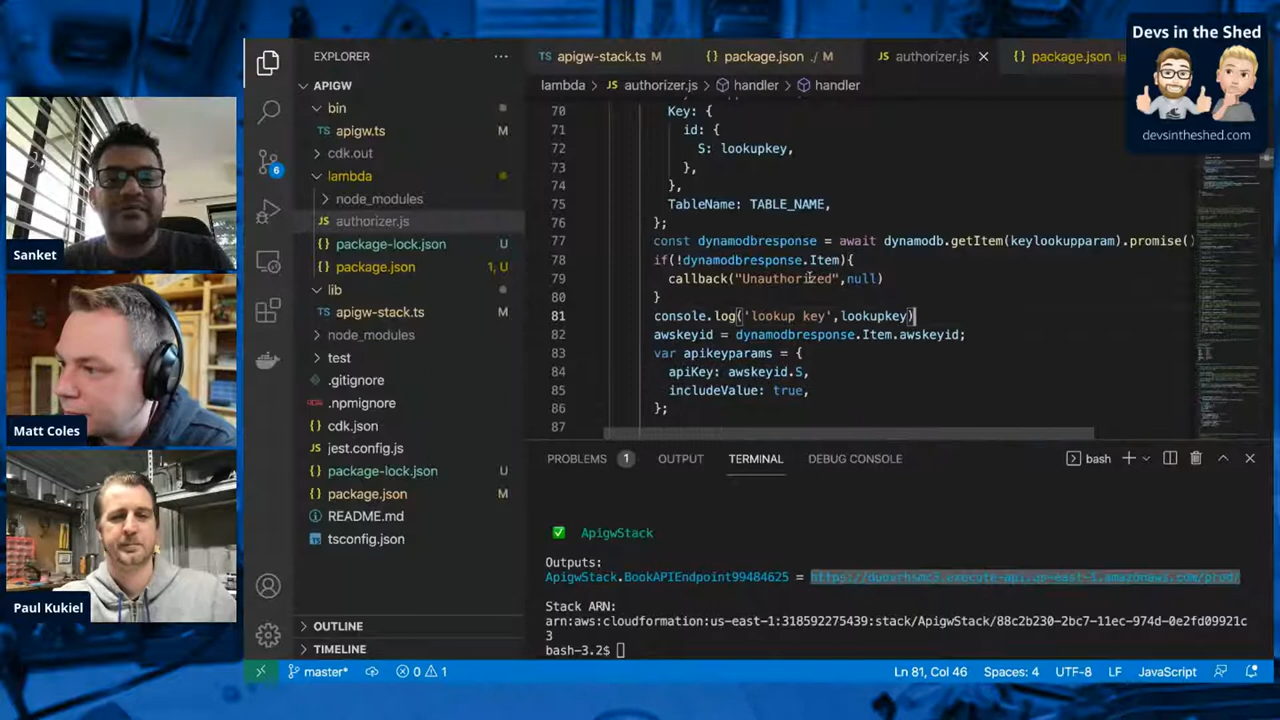 Devs in the Shed
devsintheshed.com
Sanket
Matt Coles
Paul Kukiel
EXPLORER
APIGW
bin
TS apigw.ts M
cdk.out
lambda
node_modules
JS authorizer.js
{} package-lock.json U
{} package.json 1, U
lib
TS apigw-stack.ts M
node_modules
test
.gitignore
.npmignore
{} cdk.json
JS jest.config.js
{} package-lock.json U
{} package.json M
README.md
tsconfig.json
OUTLINE
TIMELINE
6
TS apigw-stack.ts M
{} package.json ./ M
JS authorizer.js
{} package.json
lambda > JS authorizer.js > handler > handler
70 Key: {
71 id: {
72 S: lookupkey,
73 },
74 },
75 TableName: TABLE_NAME,
76 };
77 const dynamodbresponse = await dynamodb.getItem(keylookupparam).promise()
78 if(!dynamodbresponse.Item){
79 callback("Unauthorized",null)
80 }
81 console.log('lookup key',lookupkey)
82 awskeyid = dynamodbresponse.Item.awskeyid;
83 var apikeyparams = {
84 apiKey: awskeyid.S,
85 includeValue: true,
86 };
87
PROBLEMS 1 OUTPUT TERMINAL DEBUG CONSOLE
bash
ApigwStack
Outputs:
ApigwStack.BookAPIEndpoint99484625 =
Stack ARN:
arn:aws:cloudformation:us-east-1:318592275439:stack/ApigwStack/88c2b230-2bc7-11ec-974d-0e2fd09921c
3
bash-3.2$
master* 0 1
Ln 81, Col 46 Spaces: 4 UTF-8 LF JavaScript